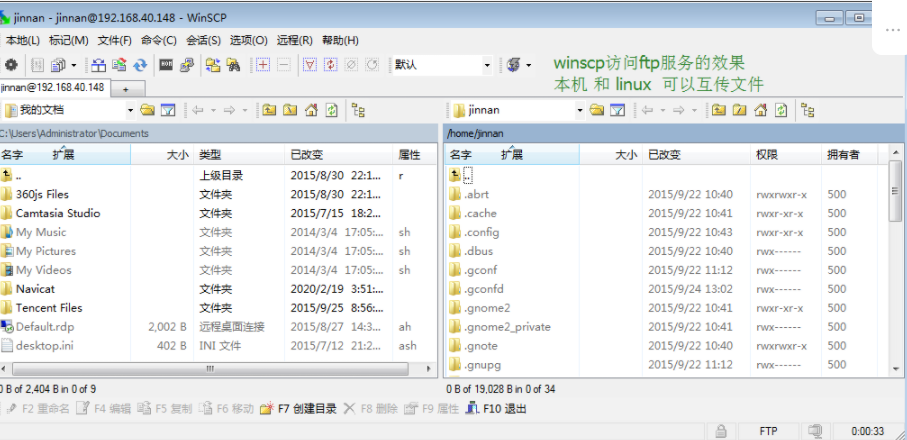 jinnan - jinnan@192.168.40.148 - WinSCP
本地(L) 标记(M) 文件(F) 命令(C) 会话(S) 选项(O) 远程(R) 帮助(H)
默认
winscp访问ftp服务的效果
本机 和 linux 可以互传文件
jinnan@192.168.40.148
我的文档
jinnan
C:\Users\Administrator\Documents
/home/jinnan
名字 扩展 大小 类型 已改变 属性
.. 上级目录 2015/8/30 22:1... r
360js Files 文件夹 2015/8/30 22:1...
Camtasia Studio 文件夹 2015/7/15 18:2...
My Music 文件夹 2014/3/4 17:05:... sh
My Pictures 文件夹 2014/3/4 17:05:... sh
My Videos 文件夹 2014/3/4 17:05:... sh
Navicat 文件夹 2020/2/19 3:51:...
Tencent Files 文件夹 2015/9/25 8:56:...
Default.rdp 2,002 B 远程桌面连接 2015/8/27 14:3... ah
desktop.ini 402 B INI 文件 2015/7/12 21:2... ash
0 B of 2,404 B in 0 of 9
名字 扩展 大小 已改变 权限 拥有者
..
.abrt 2015/9/22 10:40 rwxrwxr-x 500
.cache 2015/9/22 10:41 rwxr-xr-x 500
.config 2015/9/22 10:43 rwxr-xr-x 500
.dbus 2015/9/22 10:40 rwx------ 500
.gconf 2015/9/22 11:12 rwx------ 500
.gconfd 2015/9/24 13:02 rwx------ 500
.gnome2 2015/9/22 10:41 rwxr-xr-x 500
.gnome2_private 2015/9/22 10:41 rwx------ 500
.gnote 2015/9/22 10:40 rwxrwxr-x 500
.gnupg 2015/9/22 11:12 rwx------ 500
0 B of 19,028 B in 0 of 34
F2 重命名 F4 编辑 F5 复制 F6 移动 F7 创建目录 F8 删除 F9 属性 F10 退出
FTP 0:00:33